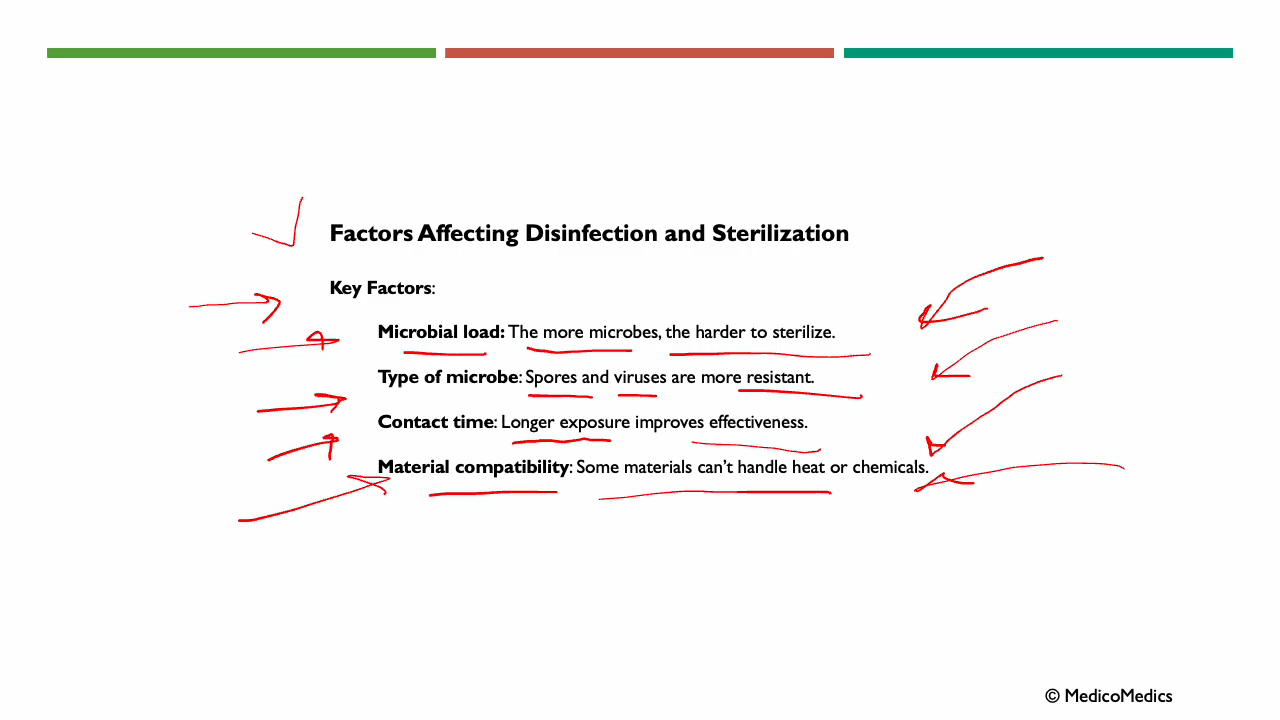 Factors Affecting Disinfection and Sterilization
Key Factors:
Microbial load: The more microbes, the harder to sterilize.
Type of microbe: Spores and viruses are more resistant.
Contact time: Longer exposure improves effectiveness.
Material compatibility: Some materials can't handle heat or chemicals.
© MedicoMedics